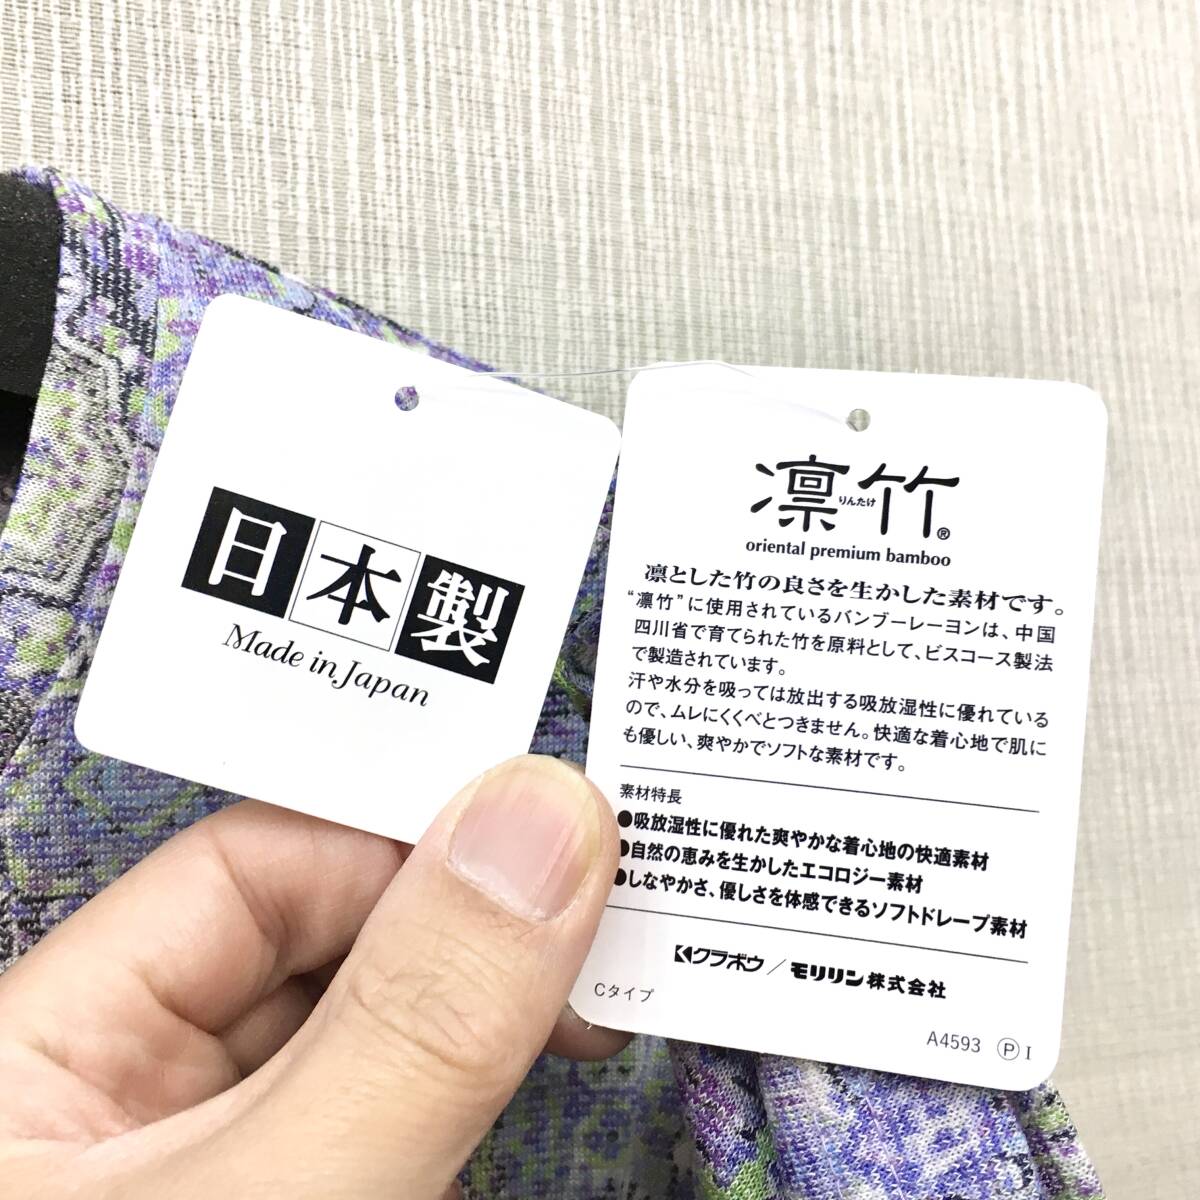 日本製
Made in Japan
凛竹®
りんたけ
oriental premium bamboo
凛とした竹の良さを生かした素材です。
“凛竹”に使用されているバンブーレーヨンは、中国
四川省で育てられた竹を原料として、ビスコース製法
で製造されています。
汗や水分を吸っては放出する吸放湿性に優れている
ので、ムレにくくべとつきません。快適な着心地で肌に
も優しい、爽やかでソフトな素材です。
素材特長
●吸放湿性に優れた爽やかな着心地の快適素材
●自然の恵みを生かしたエコロジー素材
●しなやかさ、優しさを体感できるソフトドレープ素材
クラボウ／モリリン株式会社
Cタイプ
A4593 Ⓟ I